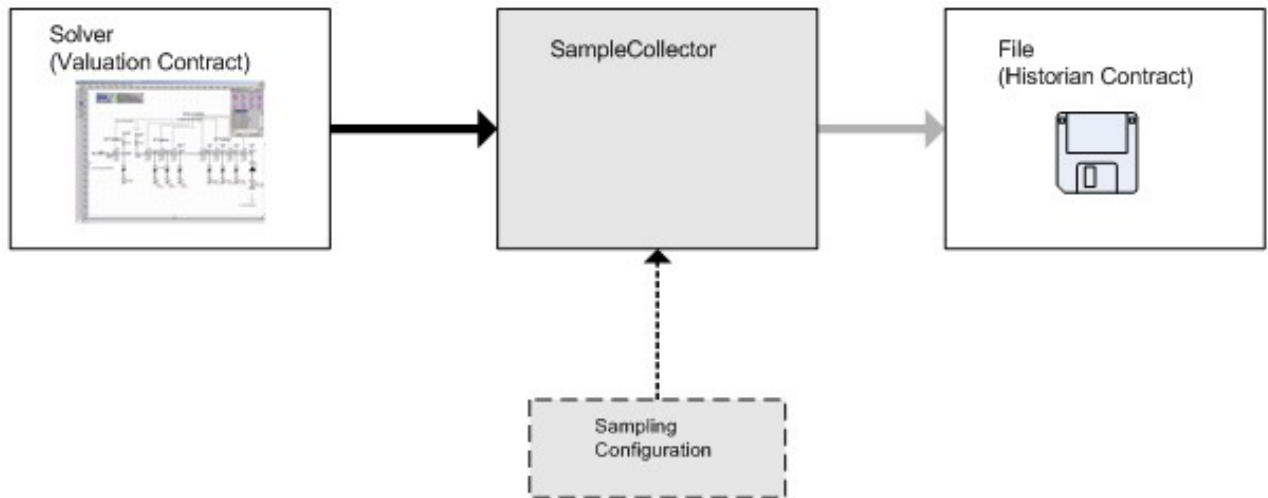 Solver
(Valuation Contract)
SampleCollector
File
(Historian Contract)
Sampling
Configuration